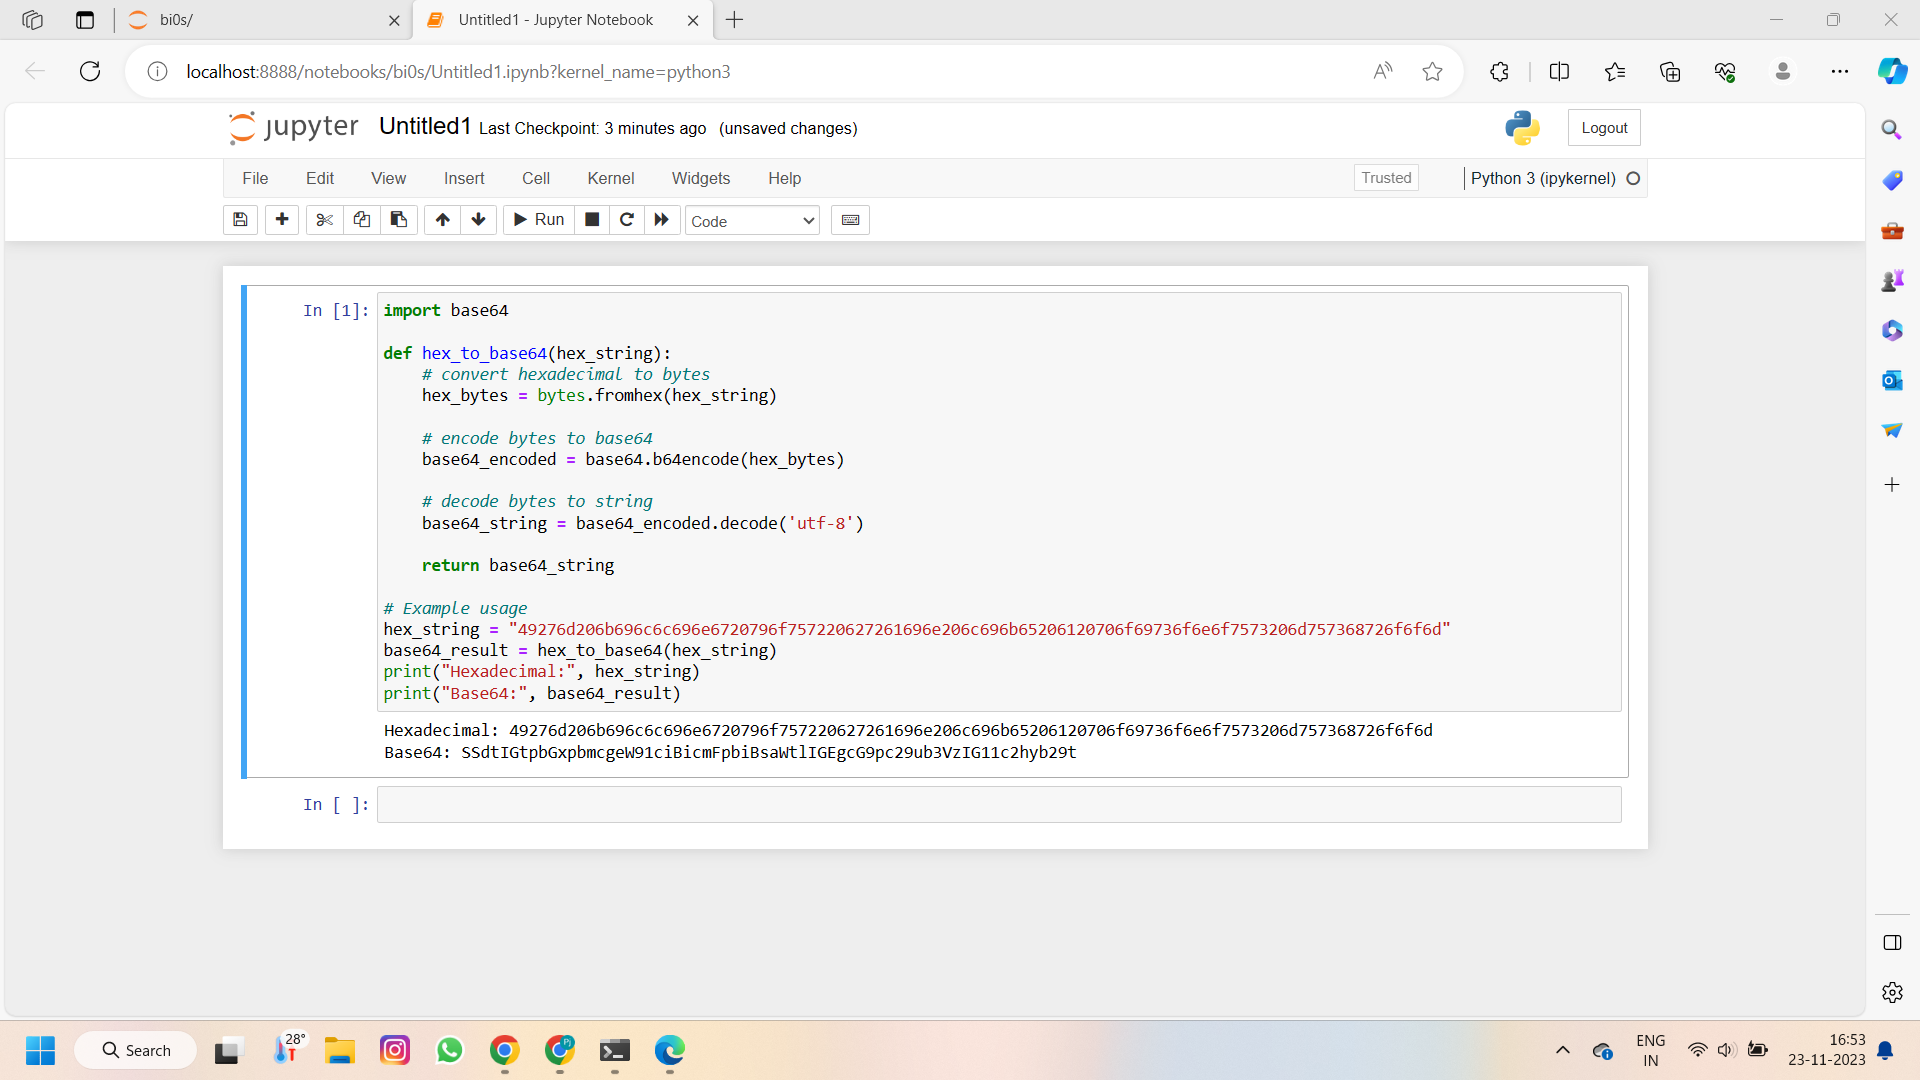 bi0s/
Untitled1 - Jupyter Notebook
localhost:8888/notebooks/bi0s/Untitled1.ipynb?kernel_name=python3
jupyter Untitled1 Last Checkpoint: 3 minutes ago (unsaved changes)
Logout
File Edit View Insert Cell Kernel Widgets Help
Trusted
Python 3 (ipykernel)
Run
Code
In [1]:
import base64
def hex_to_base64(hex_string):
    # convert hexadecimal to bytes
    hex_bytes = bytes.fromhex(hex_string)
    # encode bytes to base64
    base64_encoded = base64.b64encode(hex_bytes)
    # decode bytes to string
    base64_string = base64_encoded.decode('utf-8')
    return base64_string
# Example usage
hex_string = "49276d206b696c6c696e6720796f757220627261696e206c696b65206120706f69736f6e6f7573206d757368726f6f6d"
base64_result = hex_to_base64(hex_string)
print("Hexadecimal:", hex_string)
print("Base64:", base64_result)
Hexadecimal: 49276d206b696c6c696e6720796f757220627261696e206c696b65206120706f69736f6e6f7573206d757368726f6f6d
Base64: SSdtIGtpbGxpbmcgeW91ciBicmFpbiBsaWtlIGEgcG9pc29ub3VzIG11c2hyb29t
In [ ]:
Search
28°
Pi
ENG
IN
16:53
23-11-2023